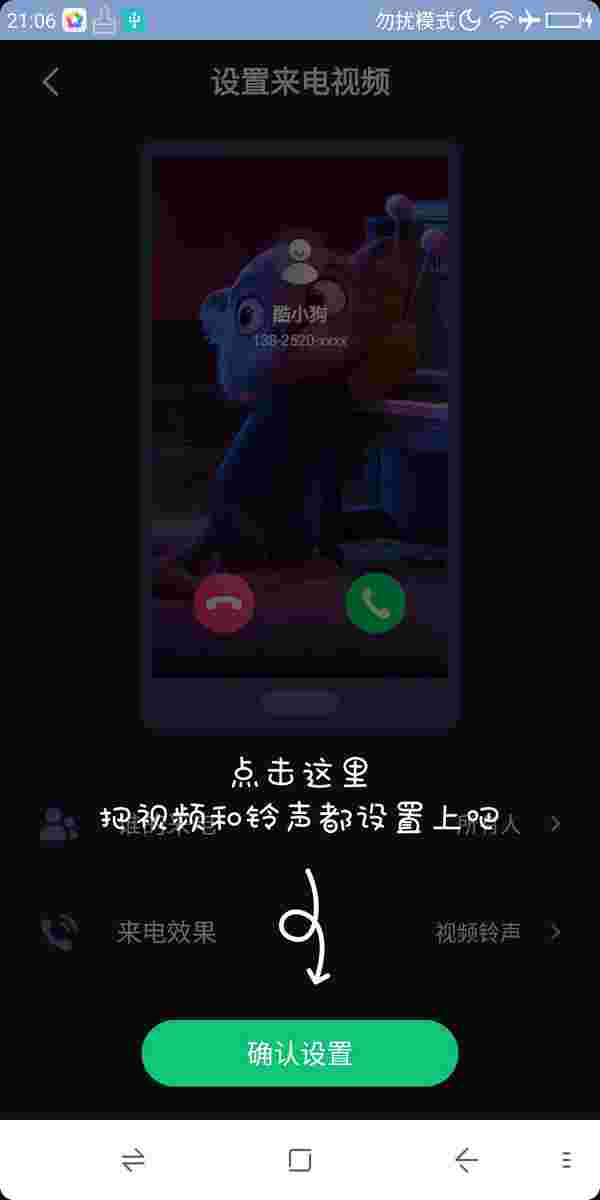 21:06 勿扰模式
设置来电视频
酷小狗
138-2620-xxxx
点击这里
把视频和铃声都设置上吧
所有人
来电效果 视频铃声
确认设置